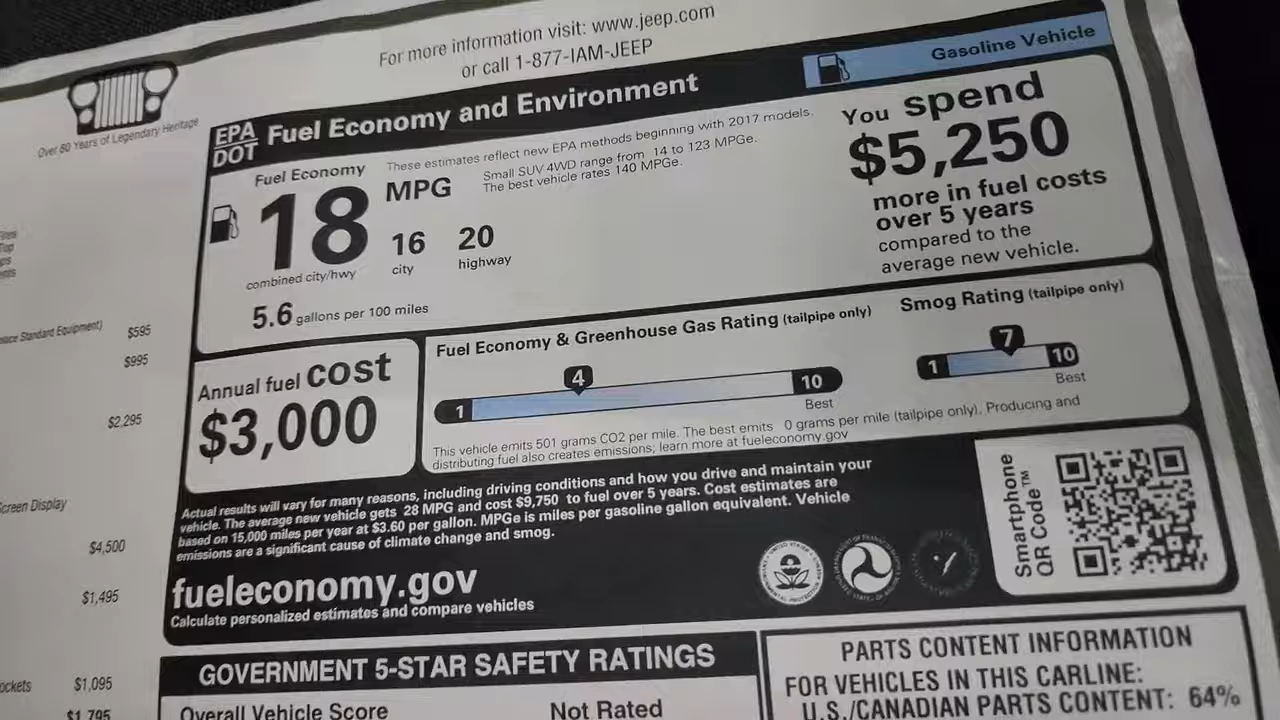 For more information visit: www.jeep.com
or call 1-877-IAM-JEEP
Over 80 Years of Legendary Heritage
$595
$995
$2,295
Screen Display
$4,500
$1,495
$1,095
$1,795
Standard Equipment)
EPA
DOT
Fuel Economy and Environment
Gasoline Vehicle
Fuel Economy
These estimates reflect new EPA methods beginning with 2017 models.
18 MPG
Small SUV 4WD range from 14 to 123 MPGe.
The best vehicle rates 140 MPGe.
16 20
combined city/hwy city highway
5.6 gallons per 100 miles
You spend
$5,250
more in fuel costs
over 5 years
compared to the
average new vehicle.
Annual fuel cost
$3,000
Fuel Economy & Greenhouse Gas Rating (tailpipe only)
4
1 10
Best
Smog Rating (tailpipe only)
7
1 10
Best
This vehicle emits 501 grams CO2 per mile. The best emits 0 grams per mile (tailpipe only). Producing and
distributing fuel also creates emissions; learn more at fueleconomy.gov
Actual results will vary for many reasons, including driving conditions and how you drive and maintain your
vehicle. The average new vehicle gets 28 MPG and cost $9,750 to fuel over 5 years. Cost estimates are
based on 15,000 miles per year at $3.60 per gallon. MPGe is miles per gasoline gallon equivalent. Vehicle
emissions are a significant cause of climate change and smog.
fueleconomy.gov
Calculate personalized estimates and compare vehicles
Smartphone
QR Code™
GOVERNMENT 5-STAR SAFETY RATINGS
Overall Vehicle Score Not Rated
PARTS CONTENT INFORMATION
FOR VEHICLES IN THIS CARLINE:
U.S./CANADIAN PARTS CONTENT: 64%